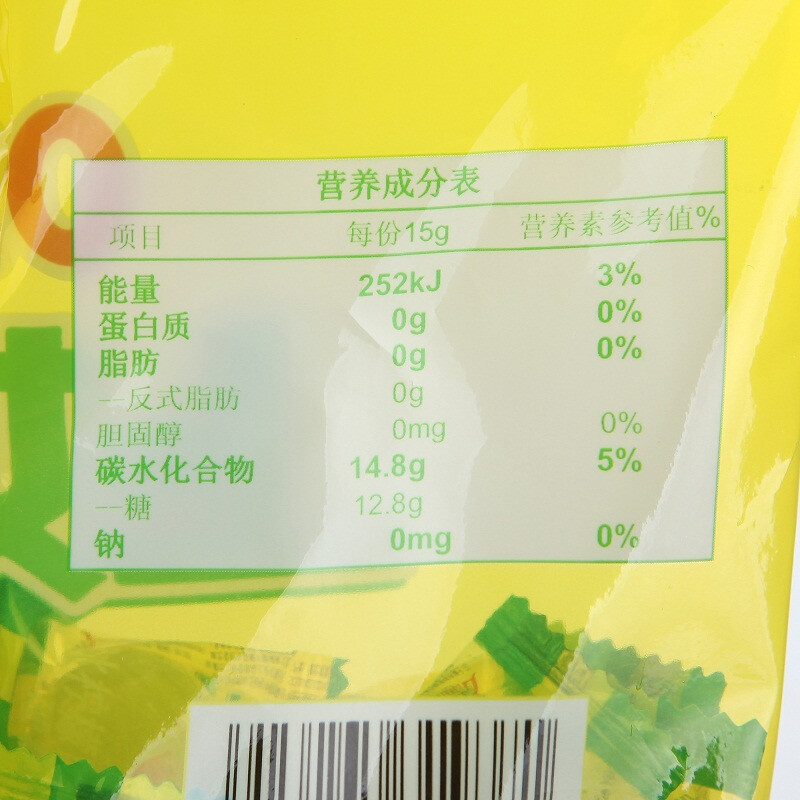 营养成分表
项目 每份15g 营养素参考值%
能量 252kJ 3%
蛋白质 0g 0%
脂肪 0g 0%
--反式脂肪 0g
胆固醇 0mg 0%
碳水化合物 14.8g 5%
--糖 12.8g
钠 0mg 0%